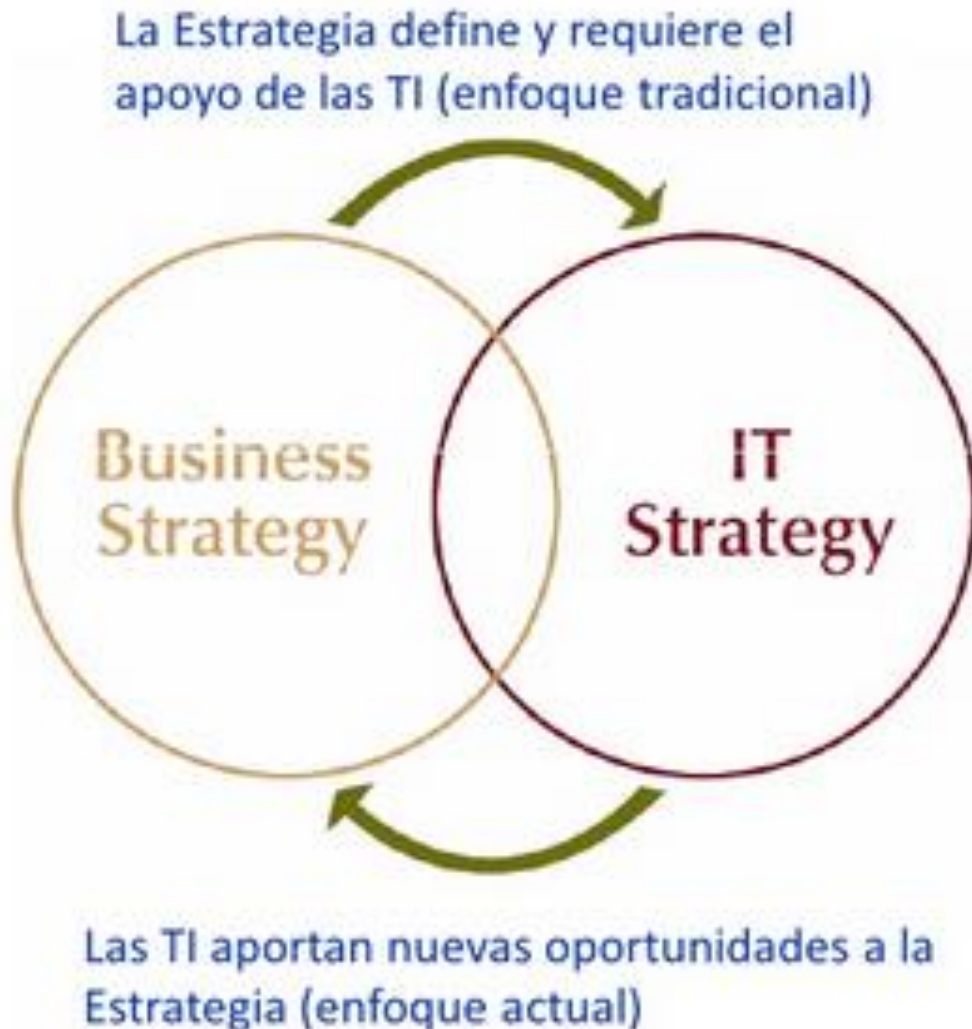 La Estrategia define y requiere el
apoyo de las TI (enfoque tradicional)
Business
Strategy
IT
Strategy
Las TI aportan nuevas oportunidades a la
Estrategia (enfoque actual)